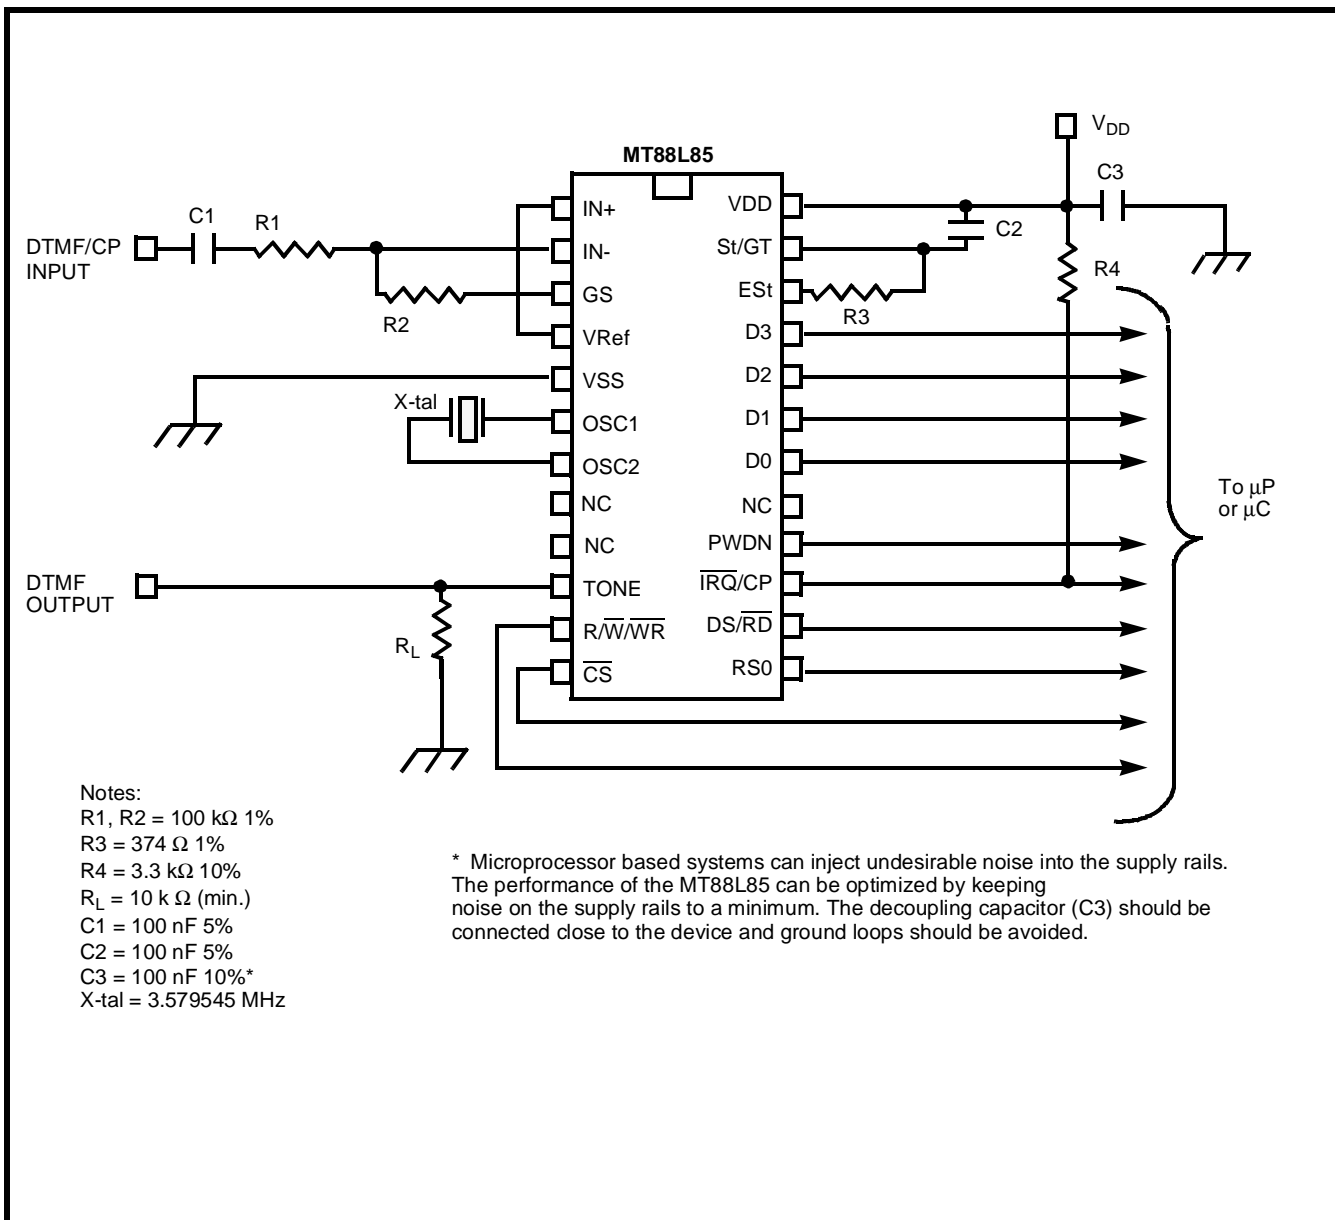 MT88L85
V_DD
C3
C1
R1
DTMF/CP
INPUT
R2
IN+
IN-
GS
VRef
VSS
OSC1
OSC2
NC
NC
TONE
R/W̅/W̅R̅
C̅S̅
VDD
St/GT
ESt
D3
D2
D1
D0
NC
PWDN
I̅R̅Q̅/CP
DS/R̅D̅
RS0
C2
R4
R3
X-tal
To μP
or μC
DTMF
OUTPUT
R_L
Notes:
R1, R2 = 100 kΩ 1%
R3 = 374 Ω 1%
R4 = 3.3 kΩ 10%
R_L = 10 k Ω (min.)
C1 = 100 nF 5%
C2 = 100 nF 5%
C3 = 100 nF 10%*
X-tal = 3.579545 MHz
* Microprocessor based systems can inject undesirable noise into the supply rails.
The performance of the MT88L85 can be optimized by keeping
noise on the supply rails to a minimum. The decoupling capacitor (C3) should be
connected close to the device and ground loops should be avoided.